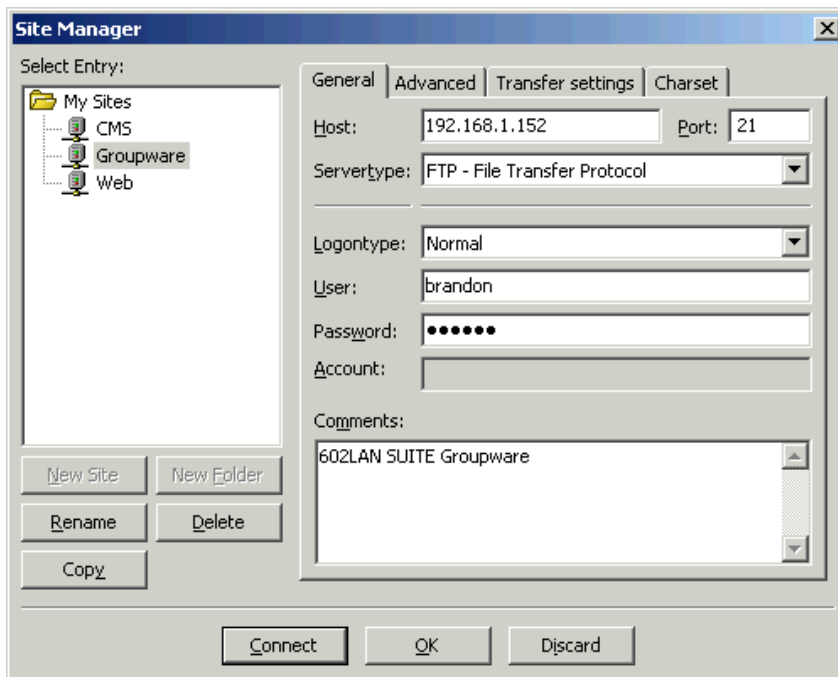 Site Manager
Select Entry:
My Sites
CMS
Groupware
Web
New Site New Folder
Rename Delete
Copy
General Advanced Transfer settings Charset
Host: 192.168.1.152 Port: 21
Servertype: FTP - File Transfer Protocol
Logontype: Normal
User: brandon
Password: ●●●●●●
Account:
Comments:
602LAN SUITE Groupware
Connect OK Discard